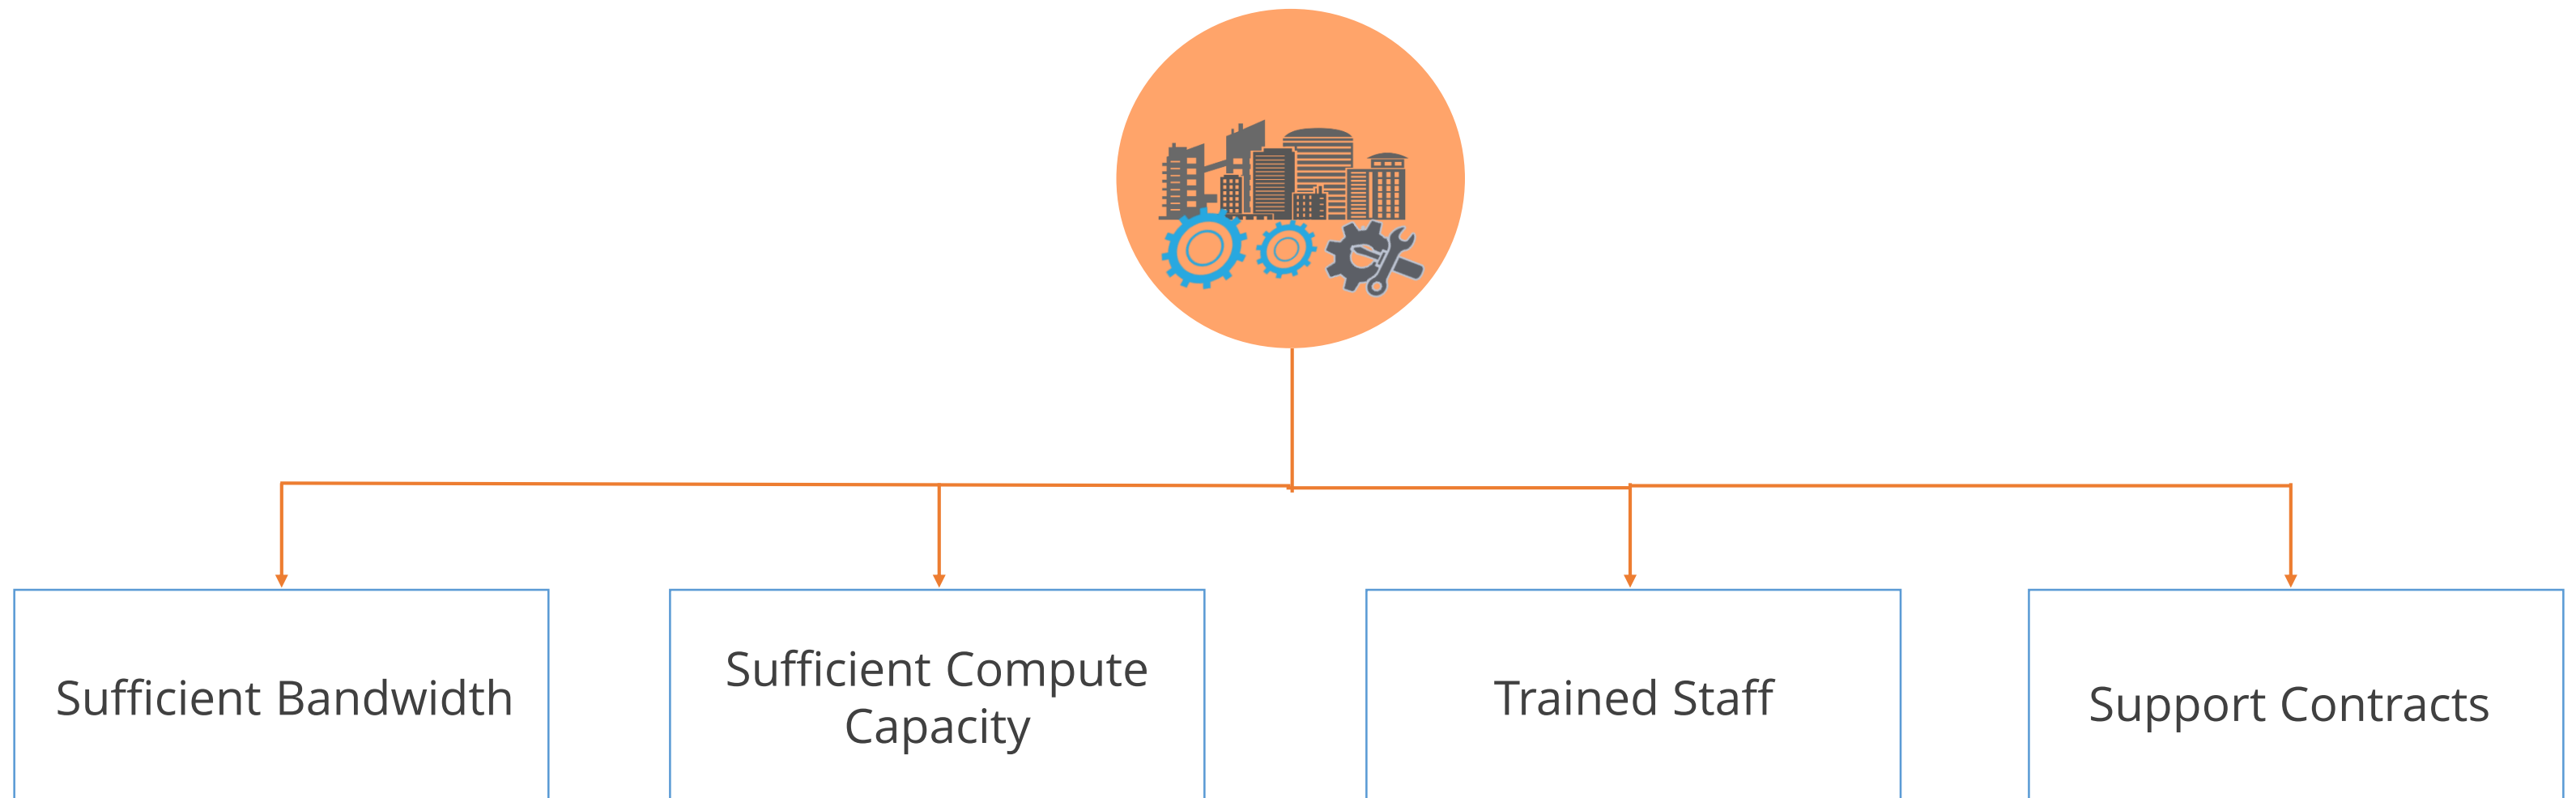 Sufficient Bandwidth
Sufficient Compute
Capacity
Trained Staff
Support Contracts